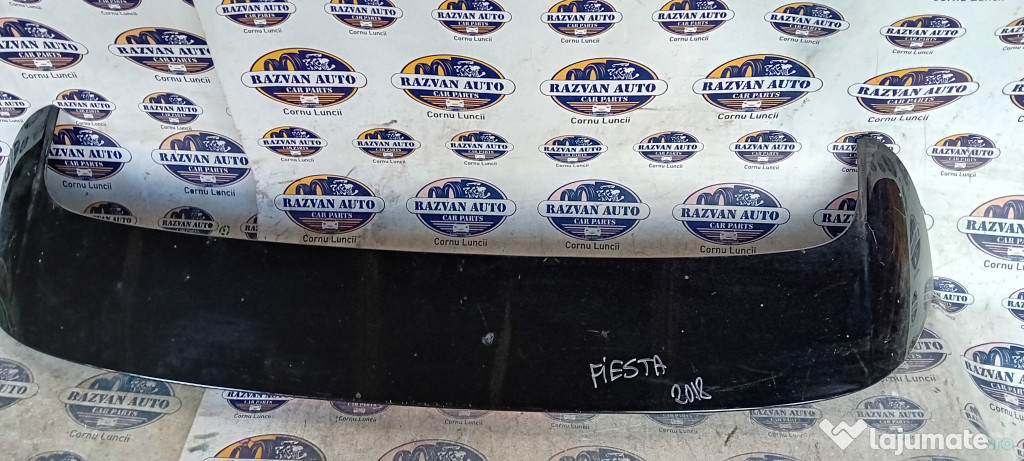 RAZVAN AUTO
CAR PARTS
Cornu Luncii
FIESTA
2018
lajumate.ro